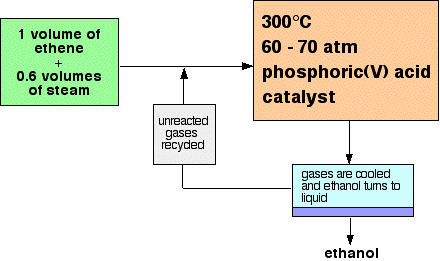 1 volume of
ethene
+
0.6 volumes
of steam
300°C
60 - 70 atm
phosphoric(V) acid
catalyst
unreacted
gases
recycled
gases are cooled
and ethanol turns to
liquid
ethanol